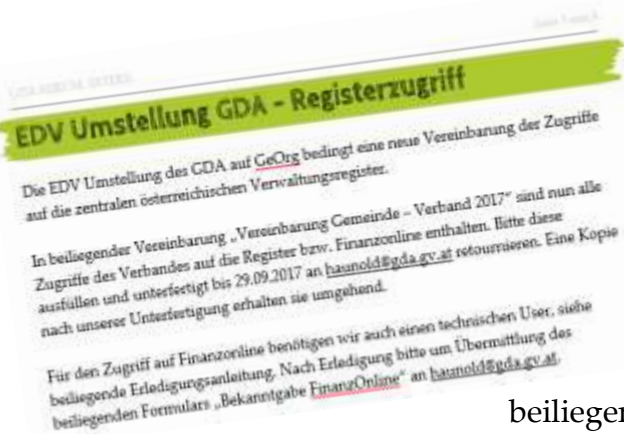 EDV Umstellung GDA - Registerzugriff
Die EDV Umstellung des GDA auf GeOrg bedingt eine neue Vereinbarung der Zugriffe
auf die zentralen österreichischen Verwaltungsregister.
In beiliegender Vereinbarung „Vereinbarung Gemeinde – Verband 2017“ sind nun alle
Zugriffe des Verbandes auf die Register bzw. Finanzonline enthalten. Bitte diese
ausfüllen und unterfertigt bis 29.09.2017 an haunold@gda.gv.at retournieren. Eine Kopie
nach unserer Unterfertigung erhalten sie umgehend.
Für den Zugriff auf Finanzonline benötigen wir auch einen technischen User, siehe
beiliegende Erledigungsanleitung. Nach Erledigung bitte um Übermittlung des
beiliegenden Formulars „Bekanntgabe FinanzOnline“ an haunold@gda.gv.at.